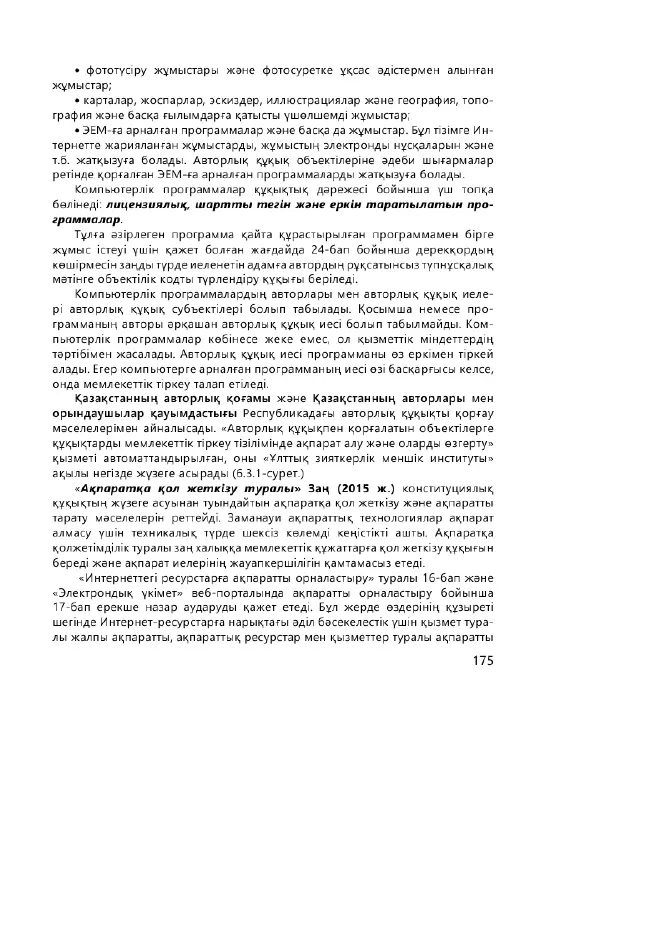 • фототүсіру жұмыстары және фотосуретке ұқсас әдістермен алынған
жұмыстар;
• карталар, жоспарлар, эскиздер, иллюстрациялар және география, топо-
графия және басқа ғылымдарға қатысты үшөлшемді жұмыстар;
• ЭЕМ-ға арналған программалар және басқа да жұмыстар. Бұл тізімге Ин-
тернетте жарияланған жұмыстарды, жұмыстың электронды нұсқаларын және
т.б. жатқызуға болады. Авторлық құқық объектілеріне әдеби шығармалар
ретінде қорғалған ЭЕМ-ға арналған программаларды жатқызуға болады.
Компьютерлік программалар құқықтық дәрежесі бойынша үш топқа
бөлінеді: лицензиялық, шартты тегін және еркін таратылатын про-
граммалар.
Тұлға әзірлеген программа қайта құрастырылған программамен бірге
жұмыс істеуі үшін қажет болған жағдайда 24-бап бойынша дерекқордың
көшірмесін заңды түрде иеленетін адамға автордың рұқсатынсыз түпнұсқалық
мәтінге объектілік кодты түрлендіру құқығы беріледі.
Компьютерлік программалардың авторлары мен авторлық құқық иеле-
рі авторлық құқық субъектілері болып табылады. Қосымша немесе про-
грамманың авторы әрқашан авторлық құқық иесі болып табылмайды. Ком-
пьютерлік программалар көбінесе жеке емес, ол қызметтік міндеттердің
тәртібімен жасалады. Авторлық құқық иесі программаны өз еркімен тіркей
алады. Егер компьютерге арналған программаның иесі өзі басқарғысы келсе,
онда мемлекеттік тіркеу талап етіледі.
Қазақстанның авторлық қоғамы және Қазақстанның авторлары мен
орындаушылар қауымдастығы Республикадағы авторлық құқықты қорғау
мәселелерімен айналысады. «Авторлық құқықпен қорғалатын объектілерге
құқықтарды мемлекеттік тіркеу тізілімінде ақпарат алу және оларды өзгерту»
қызметі автоматтандырылған, оны «Ұлттық зияткерлік меншік институты»
ақылы негізде жүзеге асырады (6.3.1-сурет.)
«Ақпаратқа қол жеткізу туралы» Заң (2015 ж.) конституциялық
құқықтың жүзеге асуынан туындайтын ақпаратқа қол жеткізу және ақпаратты
тарату мәселелерін реттейді. Заманауи ақпараттық технологиялар ақпарат
алмасу үшін техникалық түрде шексіз көлемді кеңістікті ашты. Ақпаратқа
қолжетімділік туралы заң халыққа мемлекеттік құжаттарға қол жеткізу құқығын
береді және ақпарат иелерінің жауапкершілігін қамтамасыз етеді.
«Интернеттегі ресурстарға ақпаратты орналастыру» туралы 16-бап және
«Электрондық үкімет» веб-порталында ақпаратты орналастыру бойынша
17-бап ерекше назар аударуды қажет етеді. Бұл жерде өздерінің құзыреті
шегінде Интернет-ресурстарға нарықтағы әділ бәсекелестік үшін қызмет тура-
лы жалпы ақпаратты, ақпараттық ресурстар мен қызметтер туралы ақпаратты
175